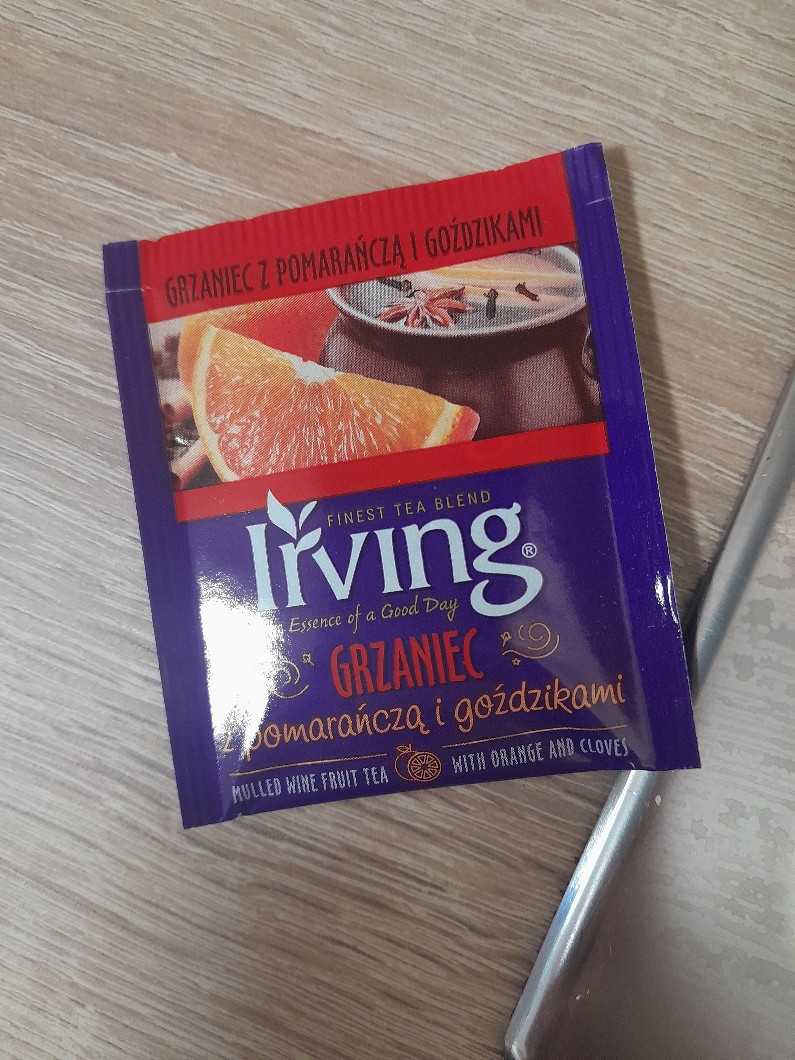 GRZANIEC Z POMARAŃCZĄ I GOŹDZIKAMI
FINEST TEA BLEND
Irving®
Essence of a Good Day
GRZANIEC
z pomarańczą i goździkami
MULLED WINE FRUIT TEA WITH ORANGE AND CLOVES